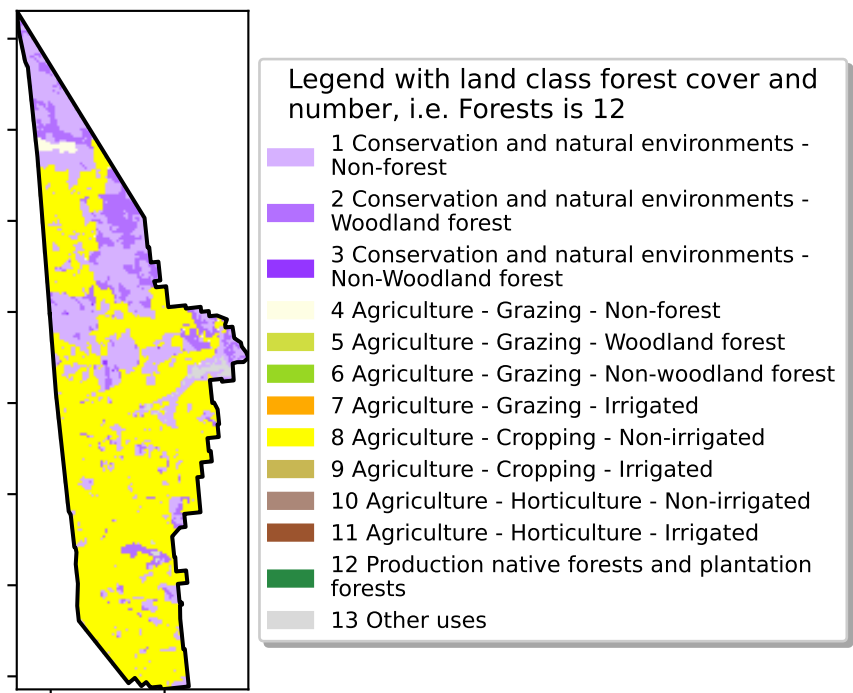 Legend with land class forest cover and
number, i.e. Forests is 12
1 Conservation and natural environments -
Non-forest
2 Conservation and natural environments -
Woodland forest
3 Conservation and natural environments -
Non-Woodland forest
4 Agriculture - Grazing - Non-forest
5 Agriculture - Grazing - Woodland forest
6 Agriculture - Grazing - Non-woodland forest
7 Agriculture - Grazing - Irrigated
8 Agriculture - Cropping - Non-irrigated
9 Agriculture - Cropping - Irrigated
10 Agriculture - Horticulture - Non-irrigated
11 Agriculture - Horticulture - Irrigated
12 Production native forests and plantation
forests
13 Other uses